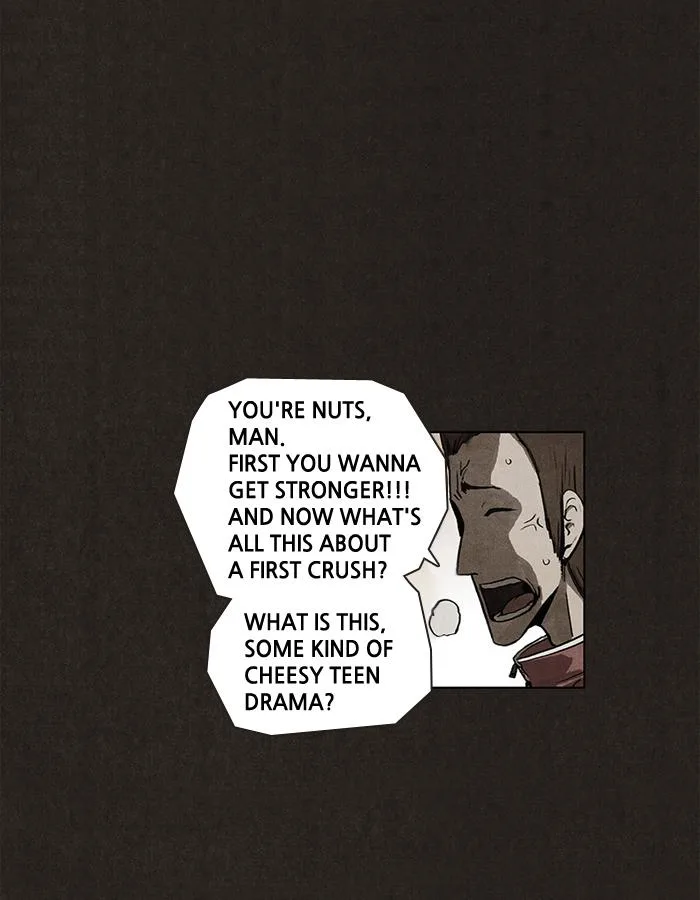 YOU'RE NUTS,
MAN.
FIRST YOU WANNA
GET STRONGER!!!
AND NOW WHAT'S
ALL THIS ABOUT
A FIRST CRUSH?
WHAT IS THIS,
SOME KIND OF
CHEESY TEEN
DRAMA?